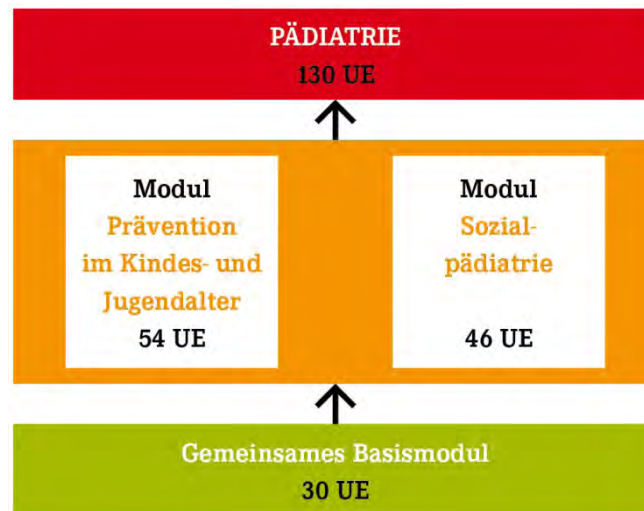 PÄDIATRIE
130 UE
Modul
Prävention
im Kindes- und
Jugendalter
54 UE
Modul
Sozial-
pädiatrie
46 UE
Gemeinsames Basismodul
30 UE